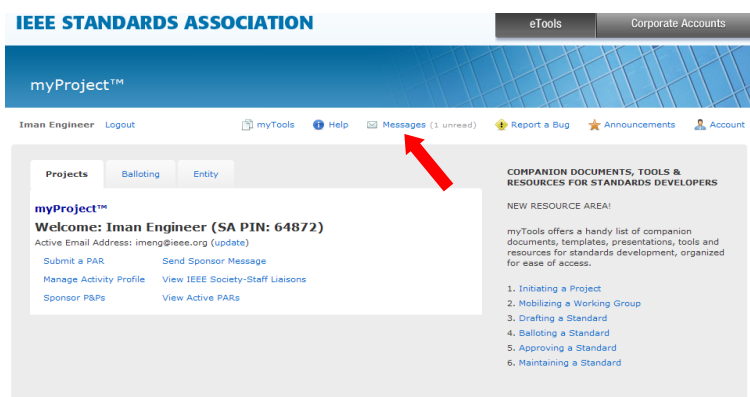 IEEE STANDARDS ASSOCIATION
eTools
Corporate Accounts
myProject™
Iman Engineer Logout
myTools
Help
Messages (1 unread)
Report a Bug
Announcements
Account
Projects
Balloting
Entity
myProject™
Welcome: Iman Engineer (SA PIN: 64872)
Active Email Address: imeng@ieee.org (update)
Submit a PAR
Send Sponsor Message
Manage Activity Profile
View IEEE Society-Staff Liaisons
Sponsor P&Ps
View Active PARs
COMPANION DOCUMENTS, TOOLS &
RESOURCES FOR STANDARDS DEVELOPERS
NEW RESOURCE AREA!
myTools offers a handy list of companion
documents, templates, presentations, tools and
resources for standards development, organized
for ease of access.
1. Initiating a Project
2. Mobilizing a Working Group
3. Drafting a Standard
4. Balloting a Standard
5. Approving a Standard
6. Maintaining a Standard